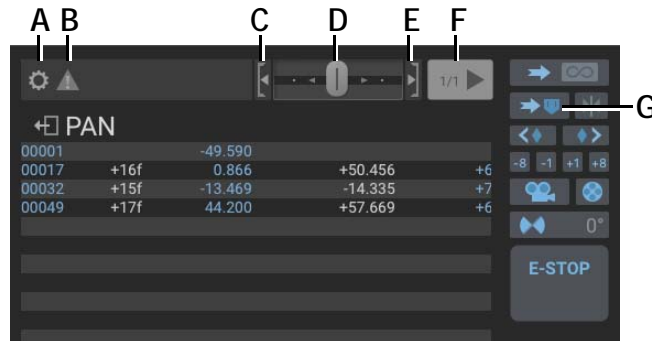 A B C D E F
1/1
G
PAN
00001 -49.590
00017 +16f 0.866 +50.456 +6
-8 -1 +1 +8
00032 +15f -13.469 -14.335 +7
00049 +17f 44.200 +57.669 +6
0°
E-STOP